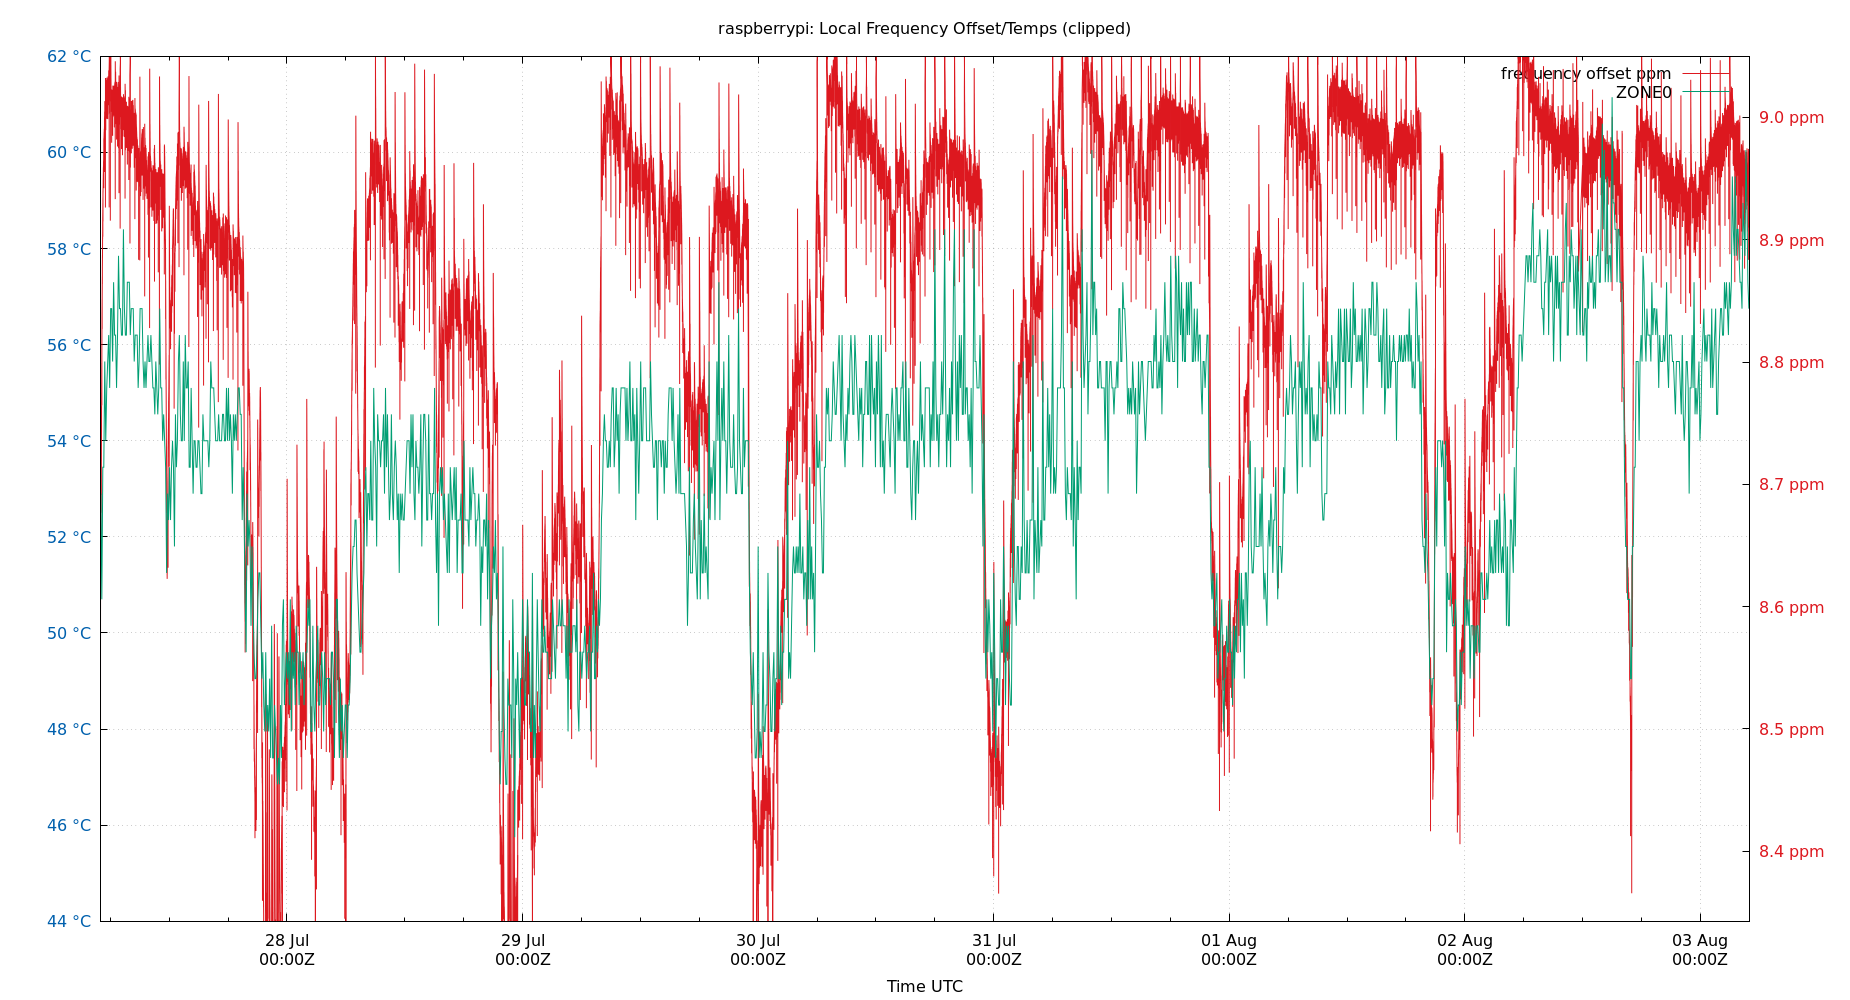 raspberrypi: Local Frequency Offset/Temps (clipped)
62 °C
60 °C
58 °C
56 °C
54 °C
52 °C
50 °C
48 °C
46 °C
44 °C
frequency offset ppm
ZONE0
9.0 ppm
8.9 ppm
8.8 ppm
8.7 ppm
8.6 ppm
8.5 ppm
8.4 ppm
28 Jul
00:00Z
29 Jul
00:00Z
30 Jul
00:00Z
31 Jul
00:00Z
01 Aug
00:00Z
02 Aug
00:00Z
03 Aug
00:00Z
Time UTC